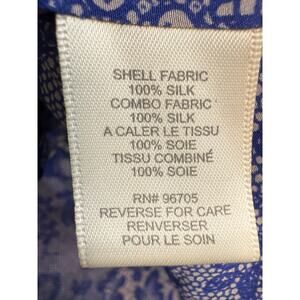 SHELL FABRIC
100% SILK
COMBO FABRIC
100% SILK
A CALER LE TISSU
100% SOIE
TISSU COMBINÉ
100% SOIE
RN# 96705
REVERSE FOR CARE
RENVERSER
POUR LE SOIN